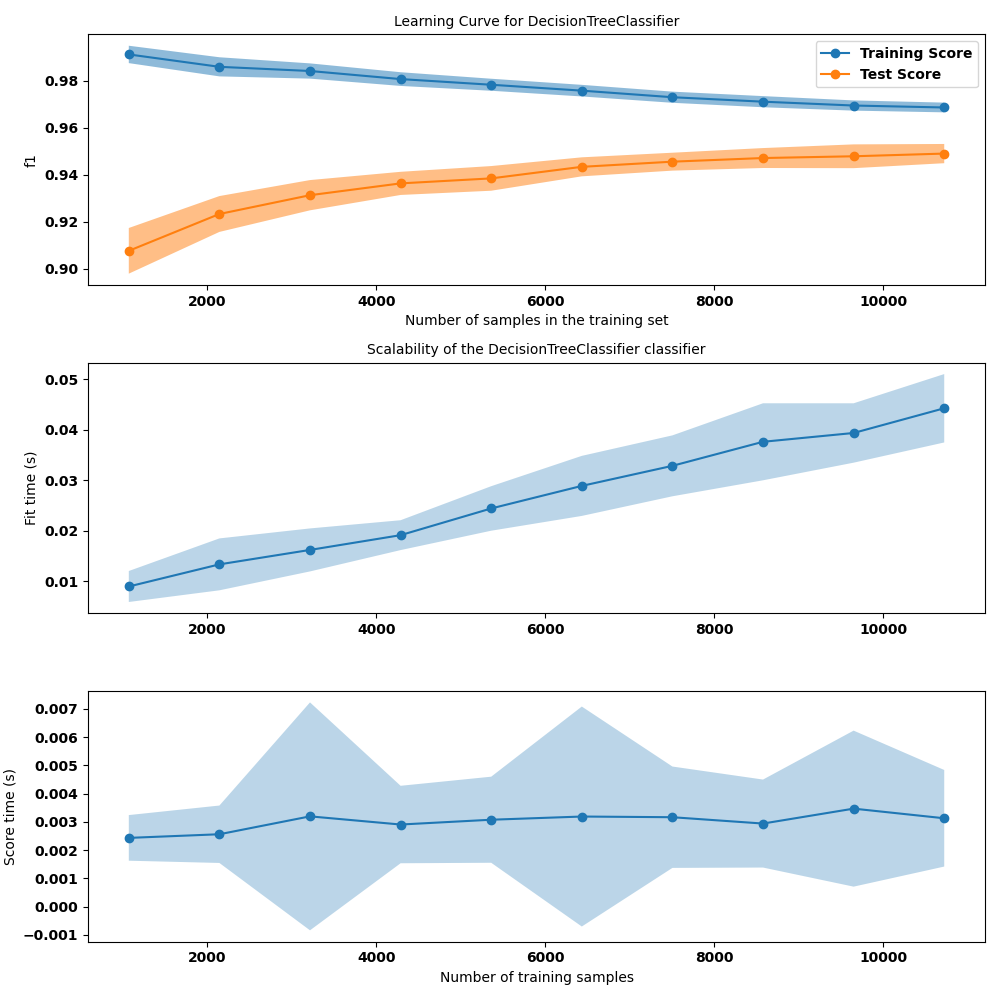 Learning Curve for DecisionTreeClassifier
Training Score
Test Score
0.98
0.96
0.94
0.92
0.90
f1
2000 4000 6000 8000 10000
Number of samples in the training set
Scalability of the DecisionTreeClassifier classifier
0.05
0.04
0.03
0.02
0.01
Fit time (s)
2000 4000 6000 8000 10000
0.007
0.006
0.005
0.004
0.003
0.002
0.001
0.000
−0.001
Score time (s)
2000 4000 6000 8000 10000
Number of training samples